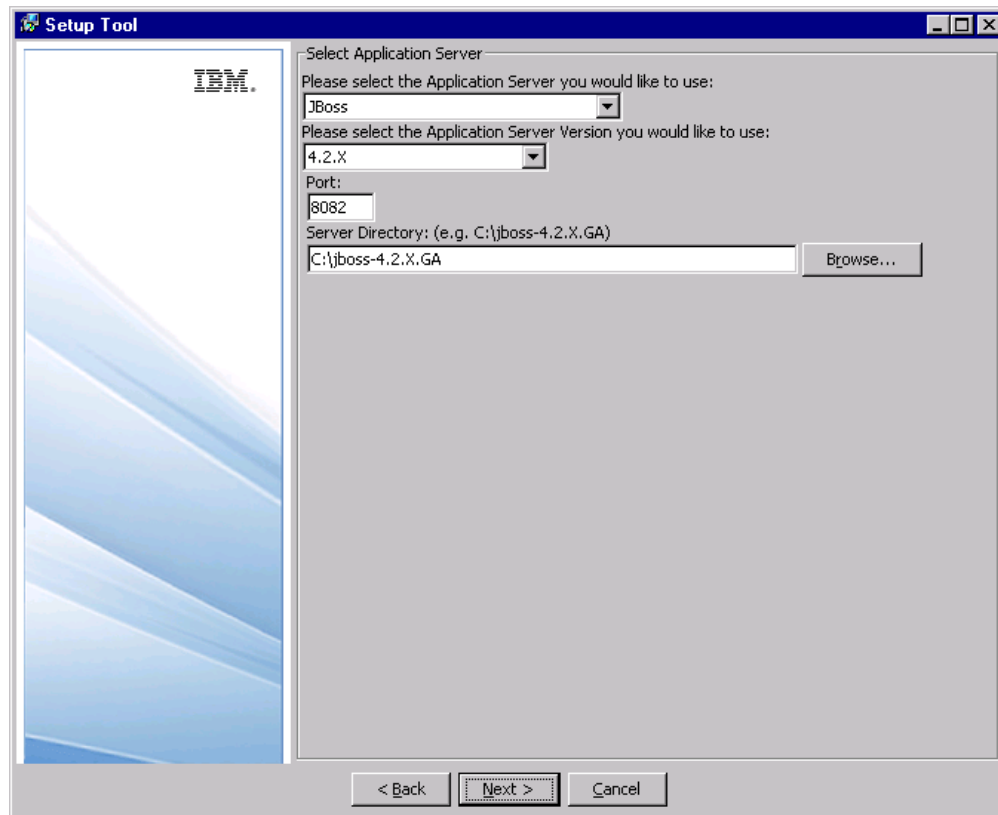 Setup Tool
IBM.
Select Application Server
Please select the Application Server you would like to use:
JBoss
Please select the Application Server Version you would like to use:
4.2.X
Port:
8082
Server Directory: (e.g. C:\jboss-4.2.X.GA)
C:\jboss-4.2.X.GA
Browse...
< Back
Next >
Cancel